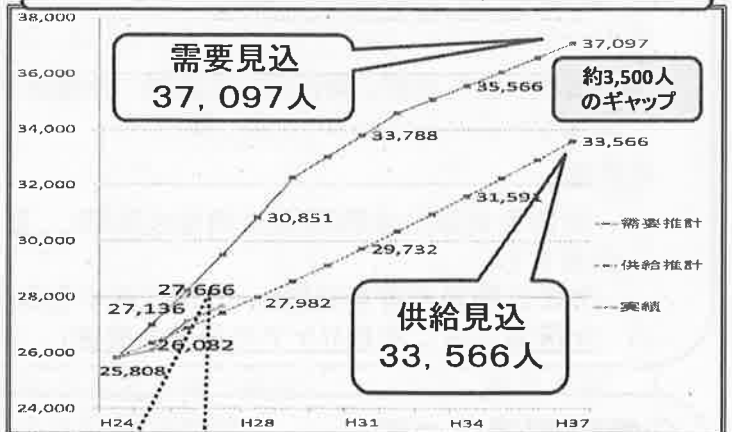 38,000
36,000
34,000
32,000
30,000
28,000
26,000
24,000
需要見込
37,097人
37,097
35,566
約3,500人
のギャップ
33,788
33,566
31,591
30,851
29,732
需要推計
供給推計
実績
27,666
27,136
27,982
26,082
25,808
供給見込
33,566人
H24
H28
H31
H34
H37